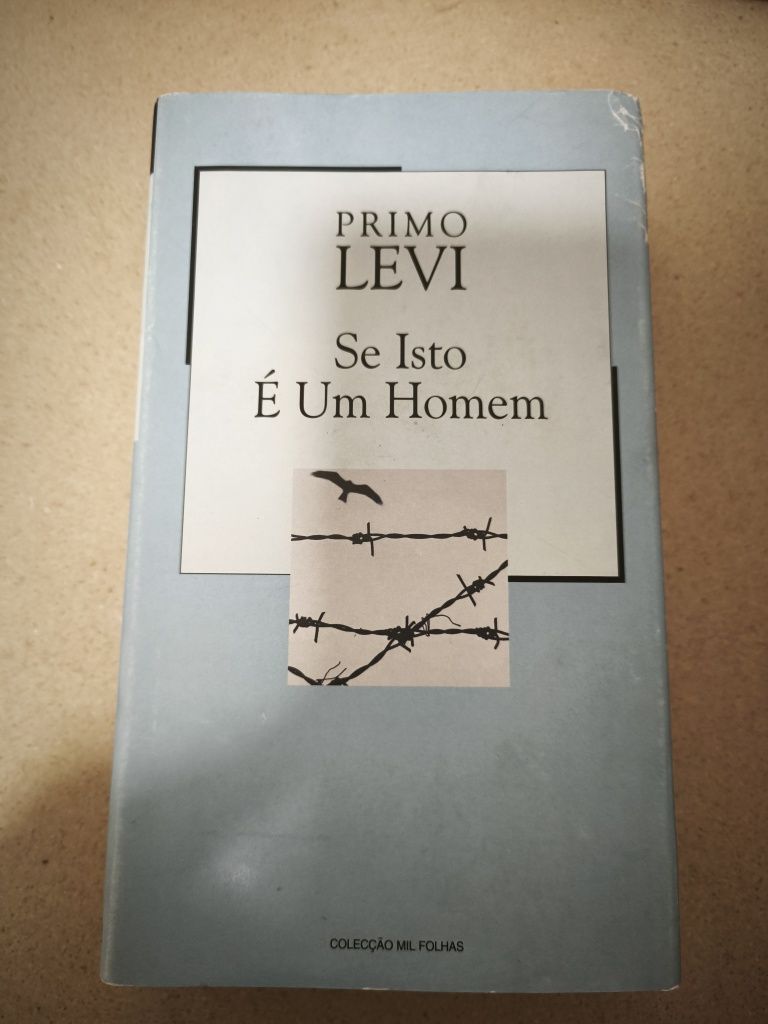 PRIMO
LEVI
Se Isto
É Um Homem
COLECÇÃO MIL FOLHAS